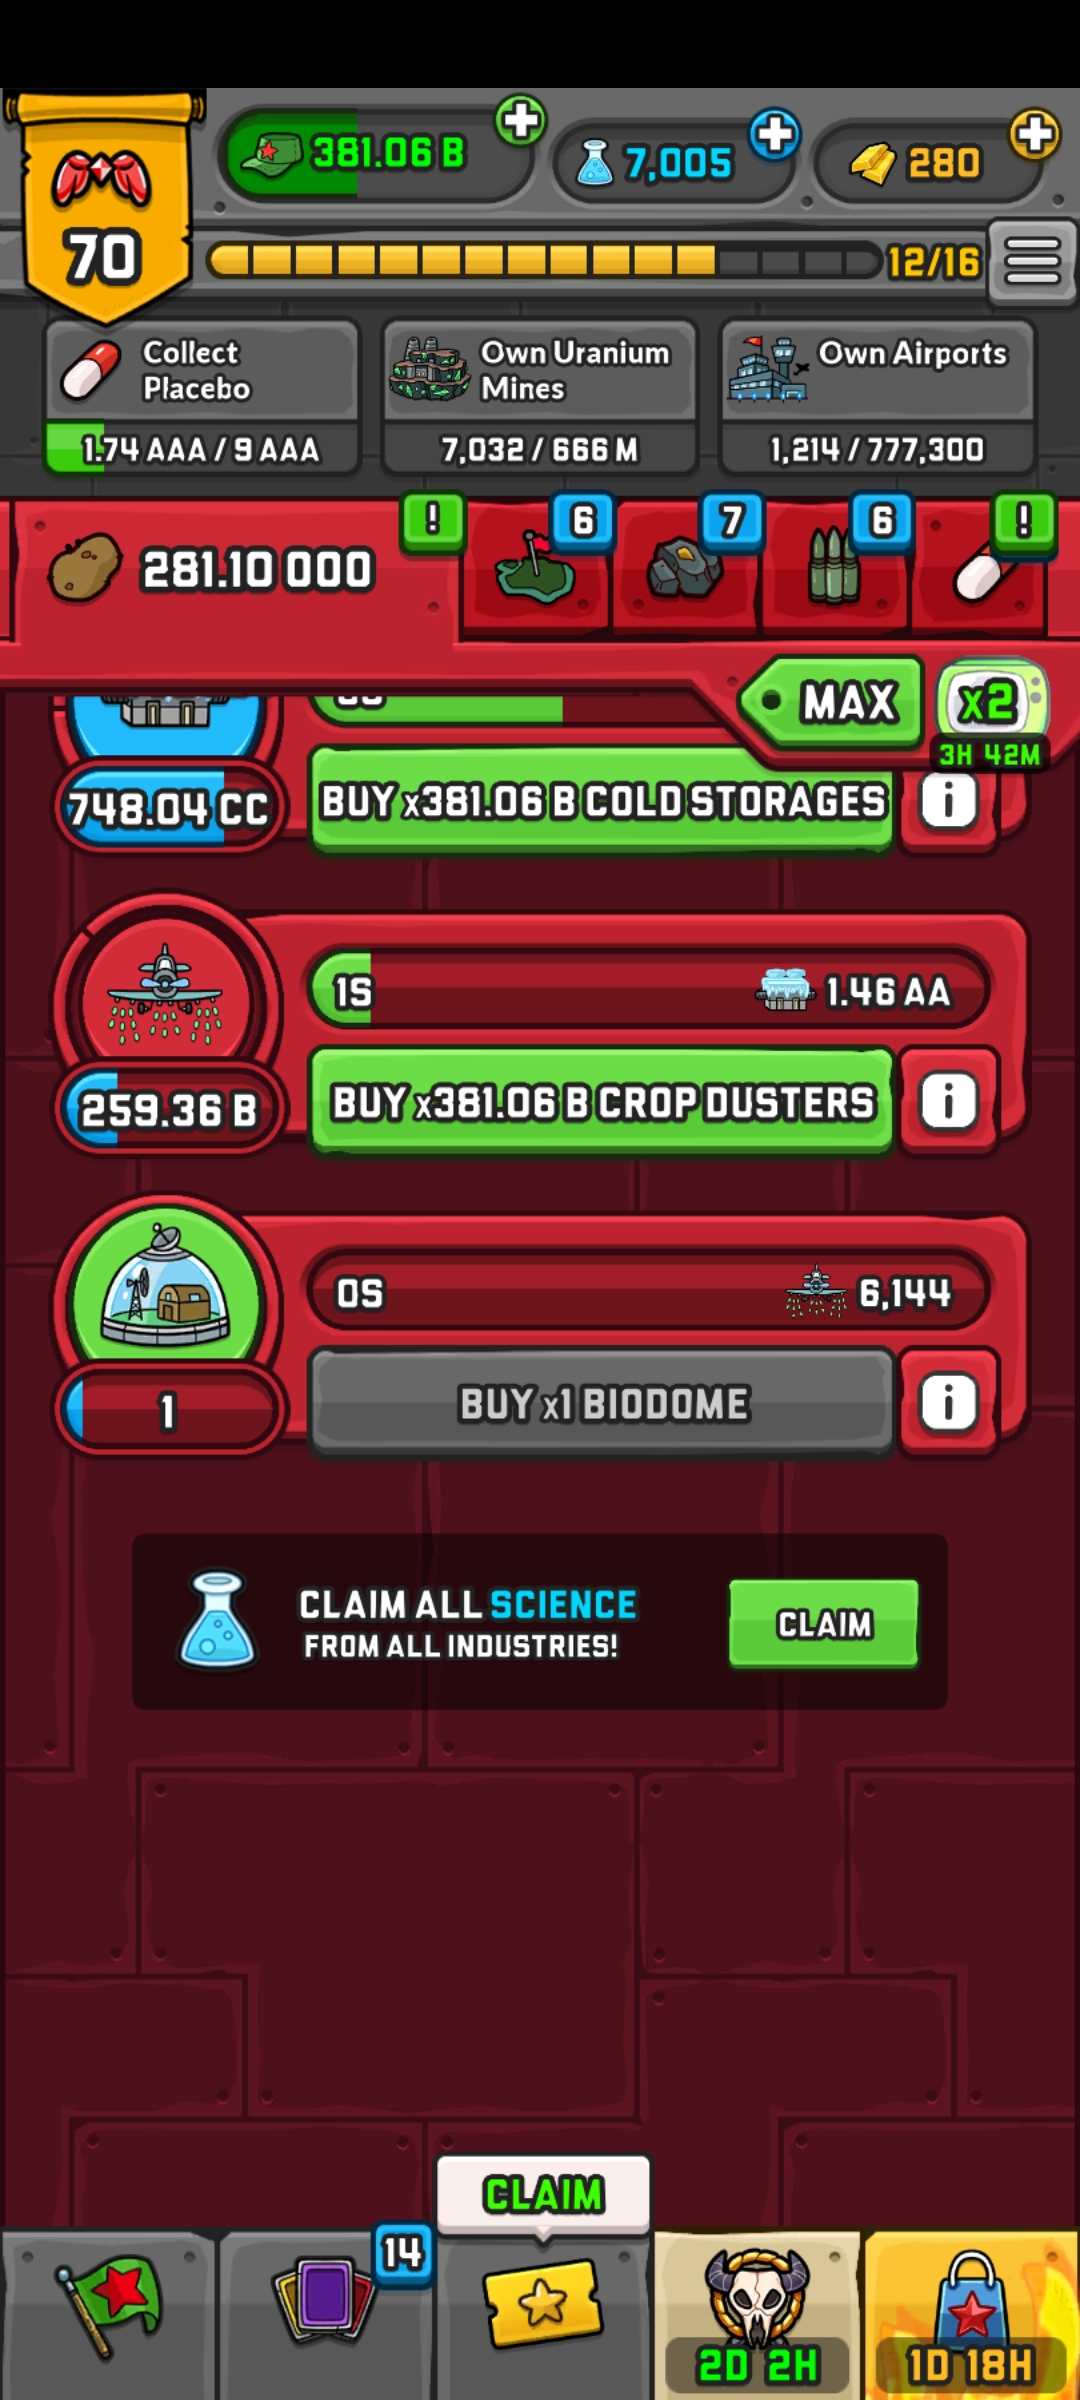 381.06 B
7,005
280
70
12/16
Collect
Placebo
1.74 AAA / 9 AAA
Own Uranium
Mines
7,032 / 666 M
Own Airports
1,214 / 777,300
281.10 000
!
6
7
6
!
MAX
x2
3H 42M
748.04 CC
BUY x381.06 B COLD STORAGES
i
1S
1.46 AA
259.36 B
BUY x381.06 B CROP DUSTERS
i
0S
6,144
1
BUY x1 BIODOME
i
CLAIM ALL SCIENCE
FROM ALL INDUSTRIES!
CLAIM
CLAIM
14
2D 2H
1D 18H